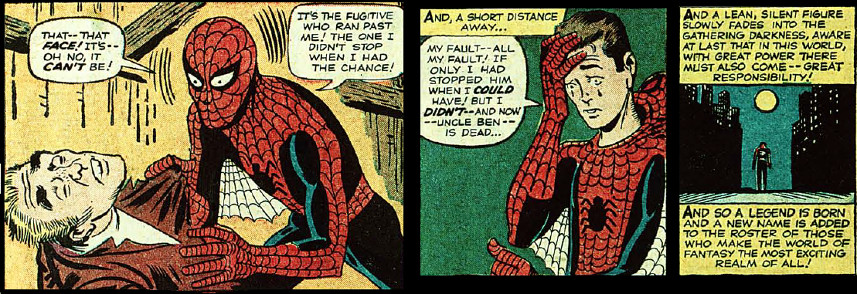 THAT--THAT
FACE! IT'S--
OH NO, IT
CAN'T BE!
IT'S THE FUGITIVE
WHO RAN PAST
ME! THE ONE I
DIDN'T STOP
WHEN I HAD
THE CHANCE!
AND, A SHORT DISTANCE
AWAY...
MY FAULT--ALL
MY FAULT! IF
ONLY I HAD
STOPPED HIM
WHEN I COULD
HAVE! BUT I
DIDN'T--AND NOW
--UNCLE BEN--
IS DEAD...
AND A LEAN, SILENT FIGURE
SLOWLY FADES INTO THE
GATHERING DARKNESS, AWARE
AT LAST THAT IN THIS WORLD,
WITH GREAT POWER THERE
MUST ALSO COME--GREAT
RESPONSIBILITY!
AND SO A LEGEND IS BORN
AND A NEW NAME IS ADDED
TO THE ROSTER OF THOSE
WHO MAKE THE WORLD OF
FANTASY THE MOST EXCITING
REALM OF ALL!